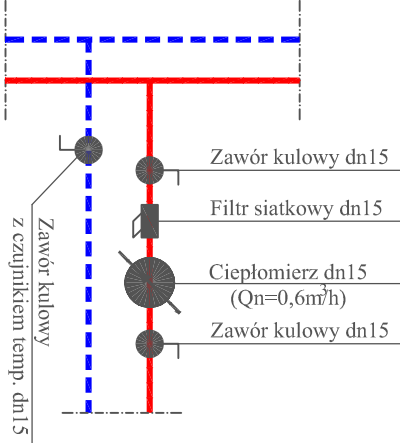 Zawór kulowy dn15
Filtr siatkowy dn15
Ciepłomierz dn15
(Qn=0,6m³/h)
Zawór kulowy dn15
Zawór kulowy
z czujnikiem temp. dn15